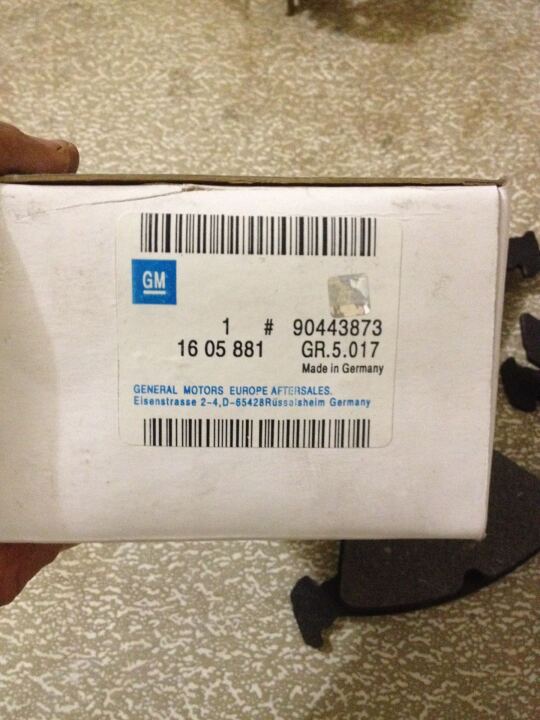 GM
1 # 90443873
16 05 881 GR.5.017
Made in Germany
GENERAL MOTORS EUROPE AFTERSALES.
Eisenstrasse 2-4,D-65428Rüsselsheim Germany